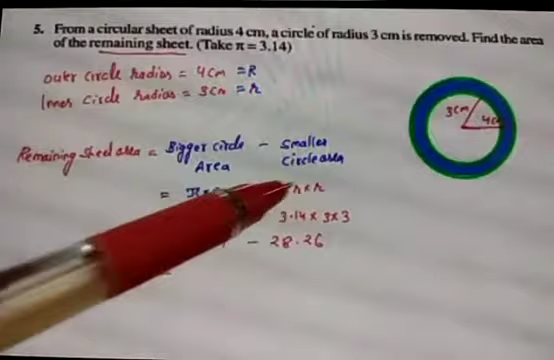 5. From a circular sheet of radius 4 cm, a circle of radius 3 cm is removed. Find the area
of the remaining sheet. (Take π = 3.14)
outer circle radius = 4cm = R
Inner circle radius = 3cm = r
3cm
4cm
Remaining sheet area = Bigger circle Area - Smaller circle area
=
r x r
3.14 x 3x3
- 28.26